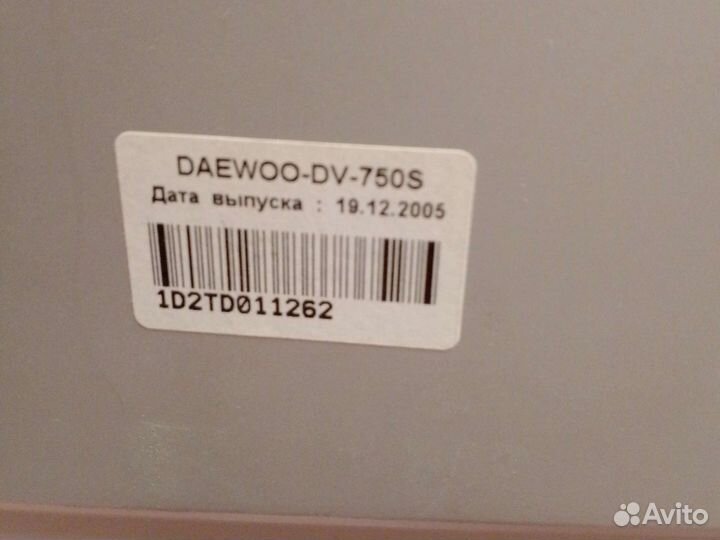 DAEWOO-DV-750S
Дата выпуска : 19.12.2005
1D2TD011262
Avito